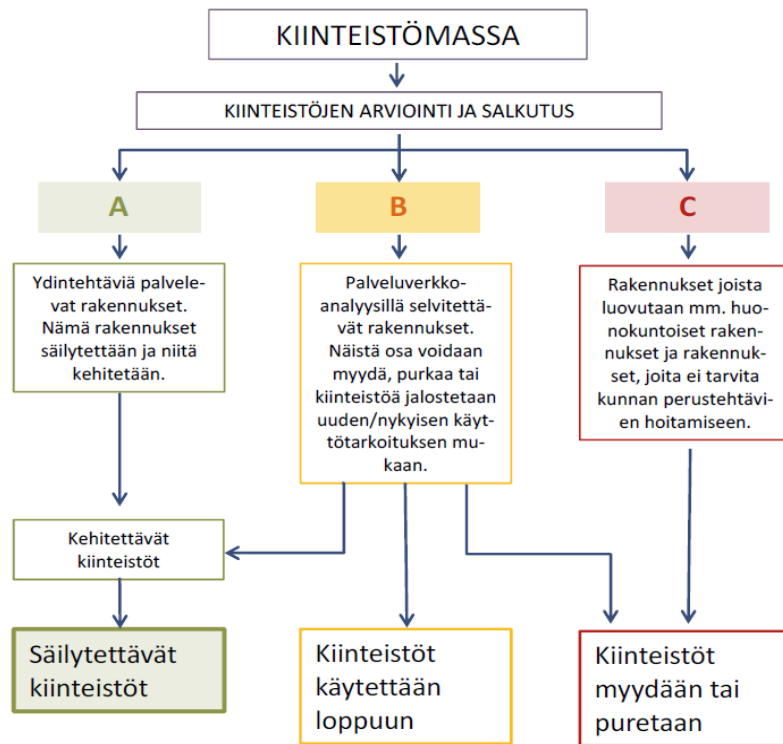 KIINTEISTÖMASSA
KIINTEISTÖJEN ARVIOINTI JA SALKUTUS
A
B
C
Ydintehtäviä palvele-
vat rakennukset.
Nämä rakennukset
säilytettään ja niitä
kehitetään.
Palveluverkko-
analyysillä selvitettä-
vät rakennukset.
Näistä osa voidaan
myydä, purkaa tai
kiinteistöä jalostetaan
uuden/nykyisen käyt-
tötarkoituksen mu-
kaan.
Rakennukset joista
luovutaan mm. huo-
nokuntoiset raken-
nukset ja rakennuk-
set, joita ei tarvita
kunnan perustehtävi-
en hoitamiseen.
Kehitettävät
kiinteistöt
Säilytettävät
kiinteistöt
Kiinteistöt
käytettään
loppuun
Kiinteistöt
myydään tai
puretaan